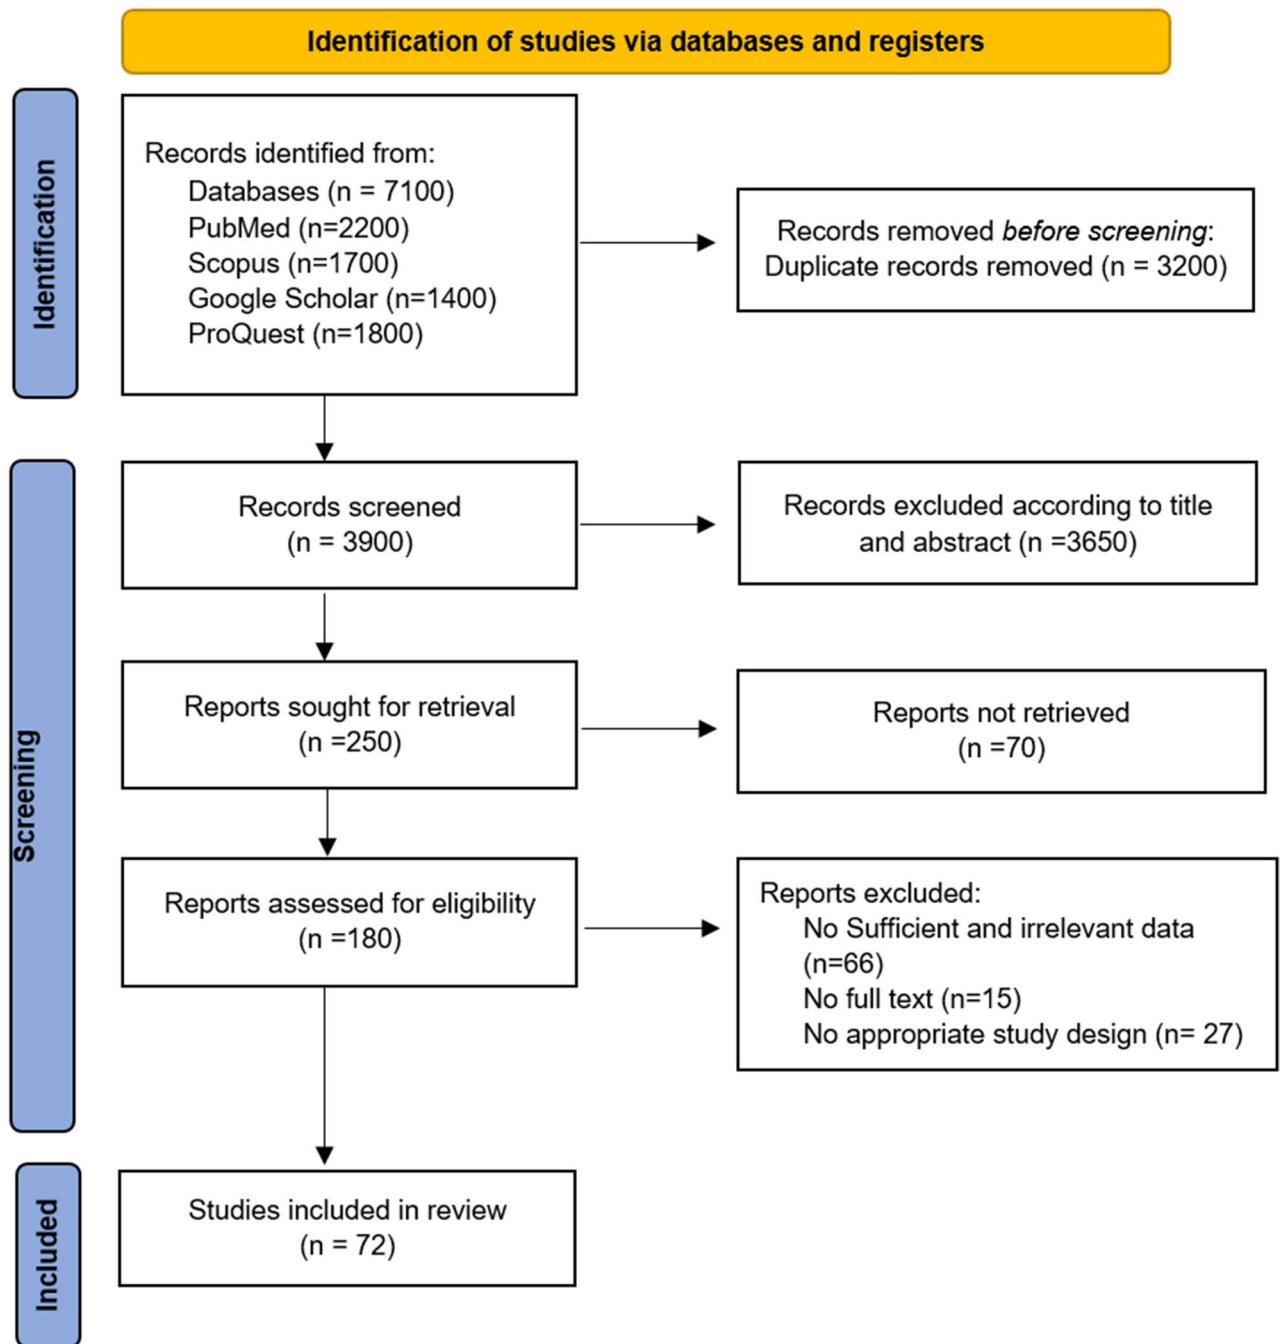 Identification of studies via databases and registers
Identification
Records identified from:
Databases (n = 7100)
PubMed (n=2200)
Scopus (n=1700)
Google Scholar (n=1400)
ProQuest (n=1800)
Records removed before screening:
Duplicate records removed (n = 3200)
Screening
Records screened
(n = 3900)
Records excluded according to title
and abstract (n =3650)
Reports sought for retrieval
(n =250)
Reports not retrieved
(n =70)
Reports assessed for eligibility
(n =180)
Reports excluded:
No Sufficient and irrelevant data
(n=66)
No full text (n=15)
No appropriate study design (n= 27)
Included
Studies included in review
(n = 72)